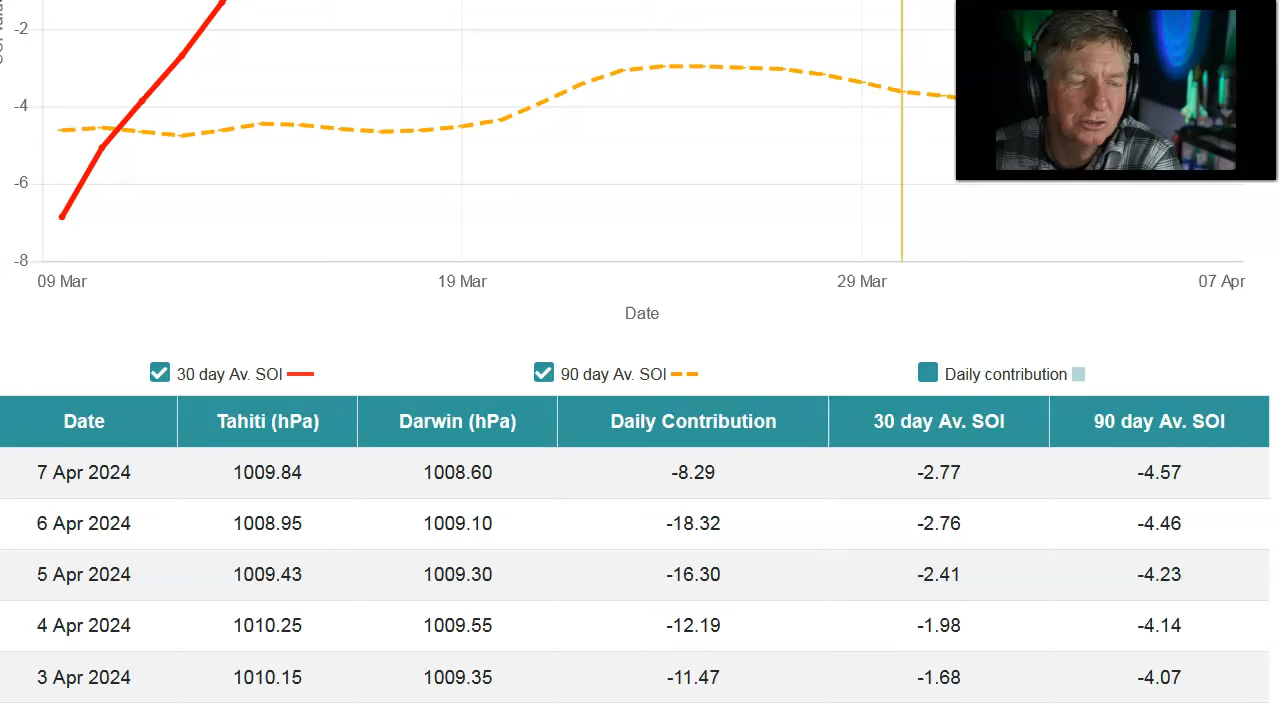 -2
-4
-6
-8
09 Mar 19 Mar 29 Mar 07 Apr
Date
30 day Av. SOI 90 day Av. SOI Daily contribution
Date Tahiti (hPa) Darwin (hPa) Daily Contribution 30 day Av. SOI 90 day Av. SOI
7 Apr 2024 1009.84 1008.60 -8.29 -2.77 -4.57
6 Apr 2024 1008.95 1009.10 -18.32 -2.76 -4.46
5 Apr 2024 1009.43 1009.30 -16.30 -2.41 -4.23
4 Apr 2024 1010.25 1009.55 -12.19 -1.98 -4.14
3 Apr 2024 1010.15 1009.35 -11.47 -1.68 -4.07